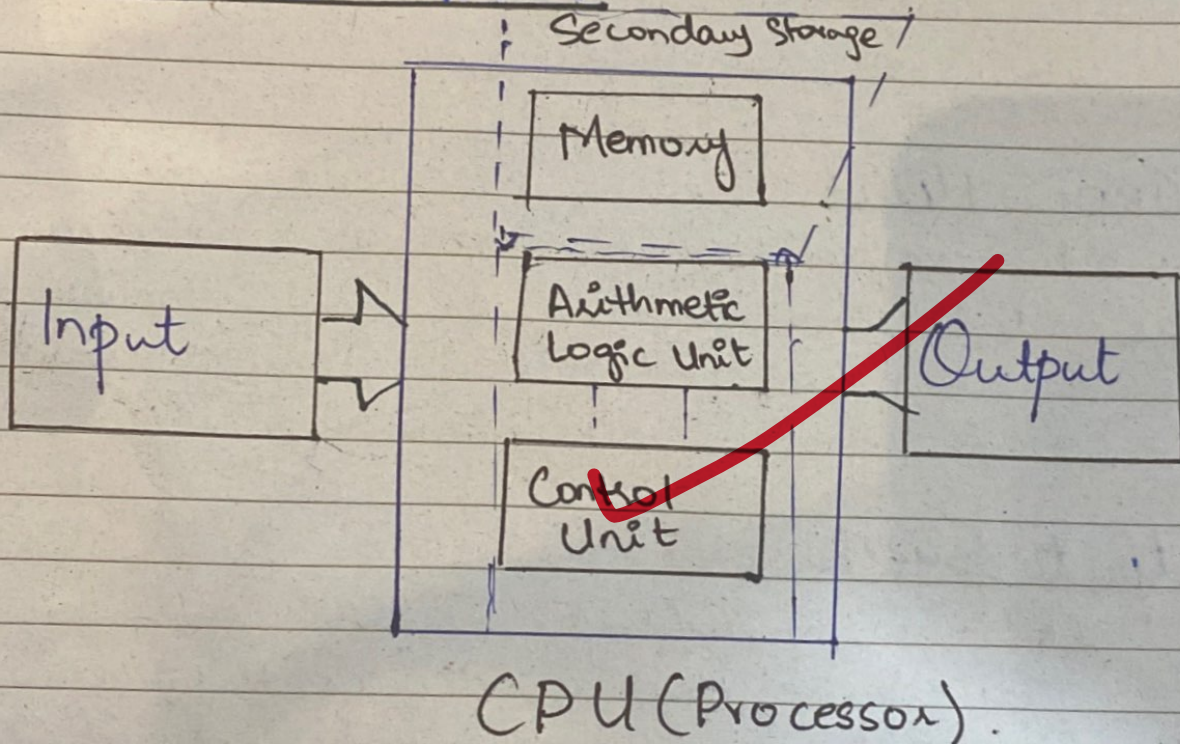 Secondary Storage
Memory
Input
Arithmetic
Logic Unit
Output
Control
Unit
CPU (Processor).